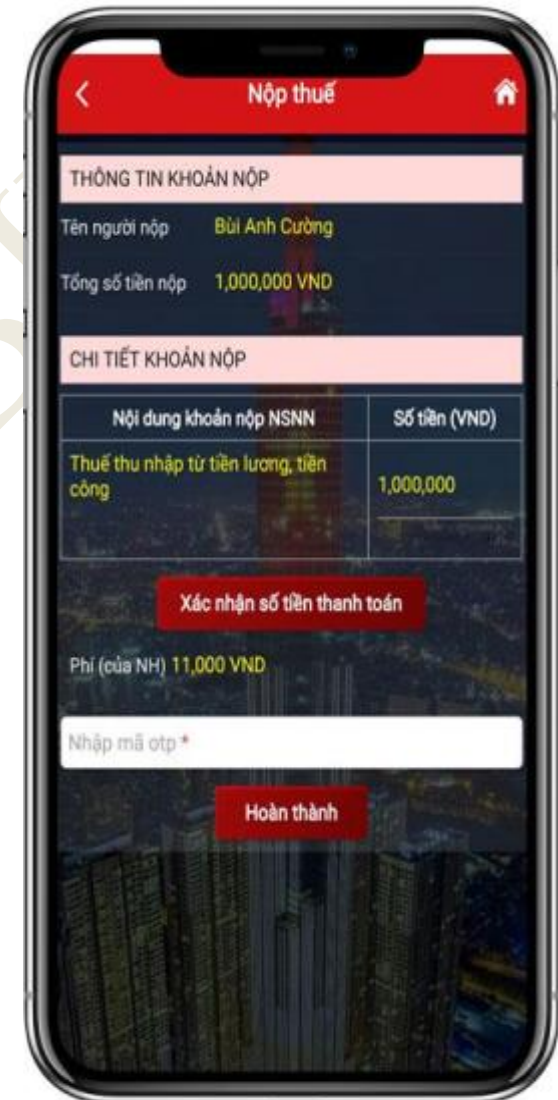 Nộp thuế
THÔNG TIN KHOẢN NỘP
Tên người nộp Bùi Anh Cường
Tổng số tiền nộp 1,000,000 VND
CHI TIẾT KHOẢN NỘP
Nội dung khoản nộp NSNN Số tiền (VND)
Thuế thu nhập từ tiền lương, tiền
công
1,000,000
Xác nhận số tiền thanh toán
Phí (của NH) 11,000 VND
Nhập mã otp *
Hoàn thành